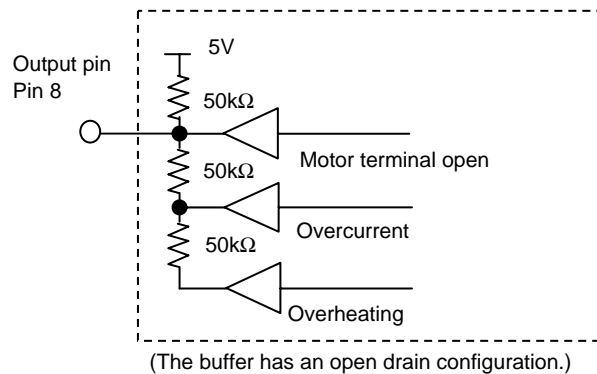 5V
Output pin
Pin 8
50kΩ
Motor terminal open
50kΩ
Overcurrent
50kΩ
Overheating
(The buffer has an open drain configuration.)